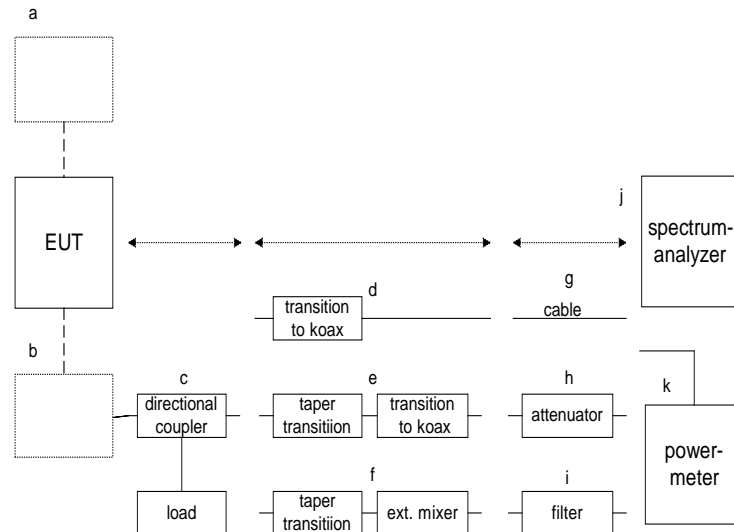 a
EUT
j
spectrum-
analyzer
d
g
transition
to koax
cable
b
c
e
h
k
directional
coupler
taper
transitiion
transition
to koax
attenuator
power-
meter
f
i
load
taper
transitiion
ext. mixer
filter